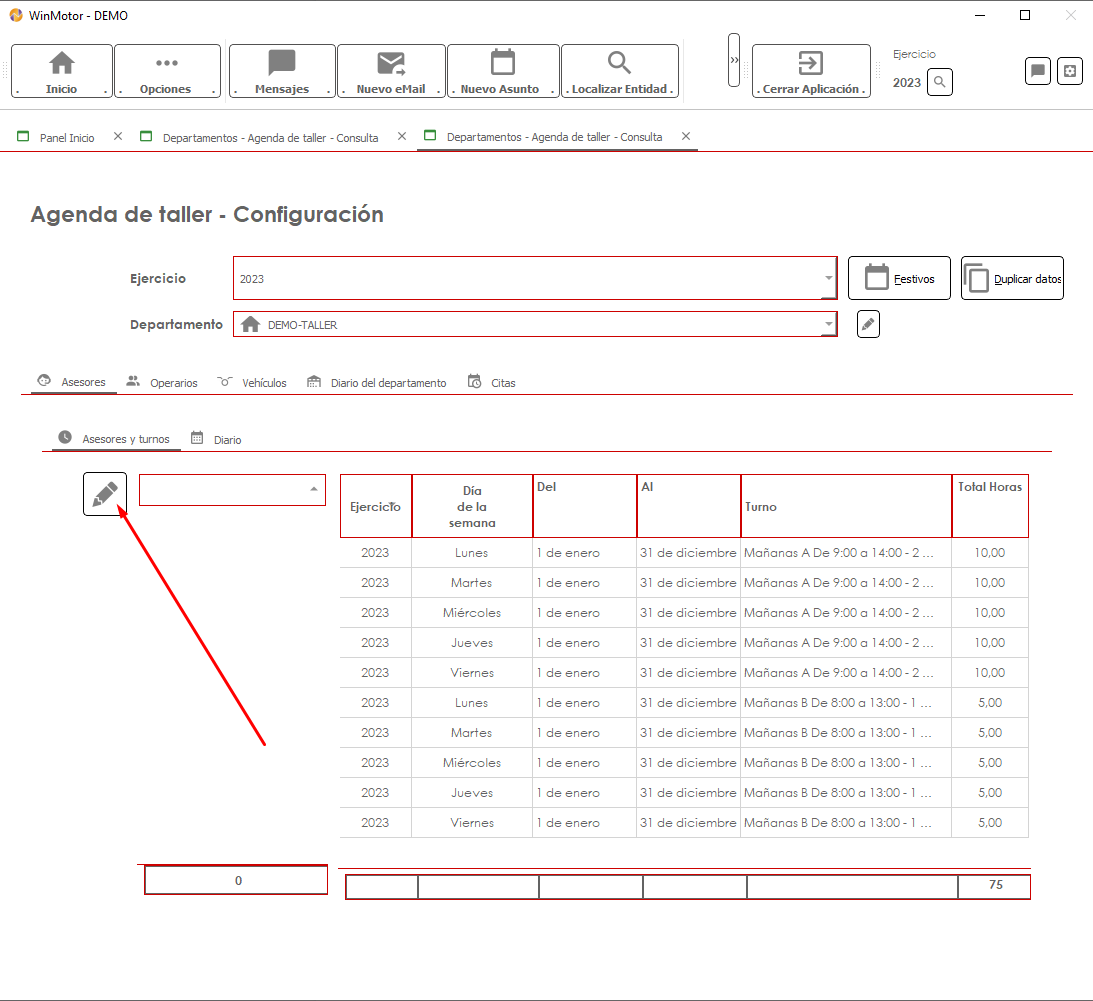 WinMotor - DEMO
. Inicio .
. Opciones .
. Mensajes .
. Nuevo eMail .
. Nuevo Asunto .
. Localizar Entidad .
»
. Cerrar Aplicación .
Ejercicio
2023
Panel Inicio
Departamentos - Agenda de taller - Consulta
Departamentos - Agenda de taller - Consulta
Agenda de taller - Configuración
Ejercicio 2023 Festivos Duplicar datos
Departamento DEMO-TALLER
Asesores Operarios Vehículos Diario del departamento Citas
Asesores y turnos Diario
Ejercicio Día de la semana Del Al Turno Total Horas
2023 Lunes 1 de enero 31 de diciembre Mañanas A De 9:00 a 14:00 - 2 ... 10,00
2023 Martes 1 de enero 31 de diciembre Mañanas A De 9:00 a 14:00 - 2 ... 10,00
2023 Miércoles 1 de enero 31 de diciembre Mañanas A De 9:00 a 14:00 - 2 ... 10,00
2023 Jueves 1 de enero 31 de diciembre Mañanas A De 9:00 a 14:00 - 2 ... 10,00
2023 Viernes 1 de enero 31 de diciembre Mañanas A De 9:00 a 14:00 - 2 ... 10,00
2023 Lunes 1 de enero 31 de diciembre Mañanas B De 8:00 a 13:00 - 1 ... 5,00
2023 Martes 1 de enero 31 de diciembre Mañanas B De 8:00 a 13:00 - 1 ... 5,00
2023 Miércoles 1 de enero 31 de diciembre Mañanas B De 8:00 a 13:00 - 1 ... 5,00
2023 Jueves 1 de enero 31 de diciembre Mañanas B De 8:00 a 13:00 - 1 ... 5,00
2023 Viernes 1 de enero 31 de diciembre Mañanas B De 8:00 a 13:00 - 1 ... 5,00
0 75